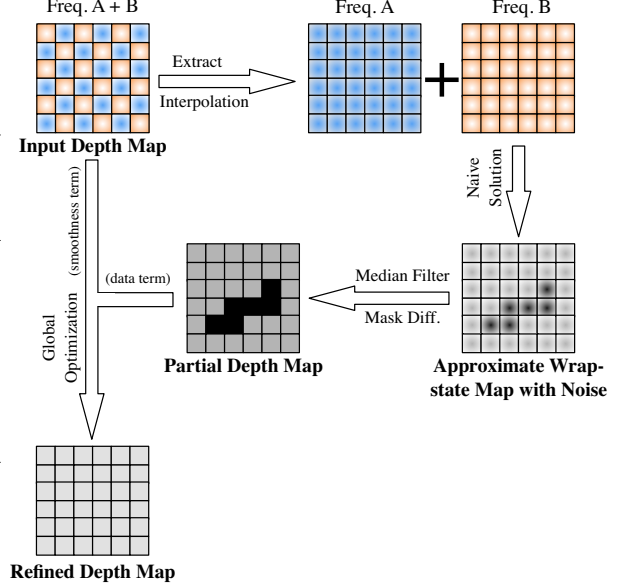 Freq. A + B
Freq. A
Freq. B
Extract
Interpolation
Input Depth Map
Naive
Solution
(smoothness term)
(data term)
Median Filter
Mask Diff.
Global
Optimization
Partial Depth Map
Approximate Wrap-
state Map with Noise
Refined Depth Map